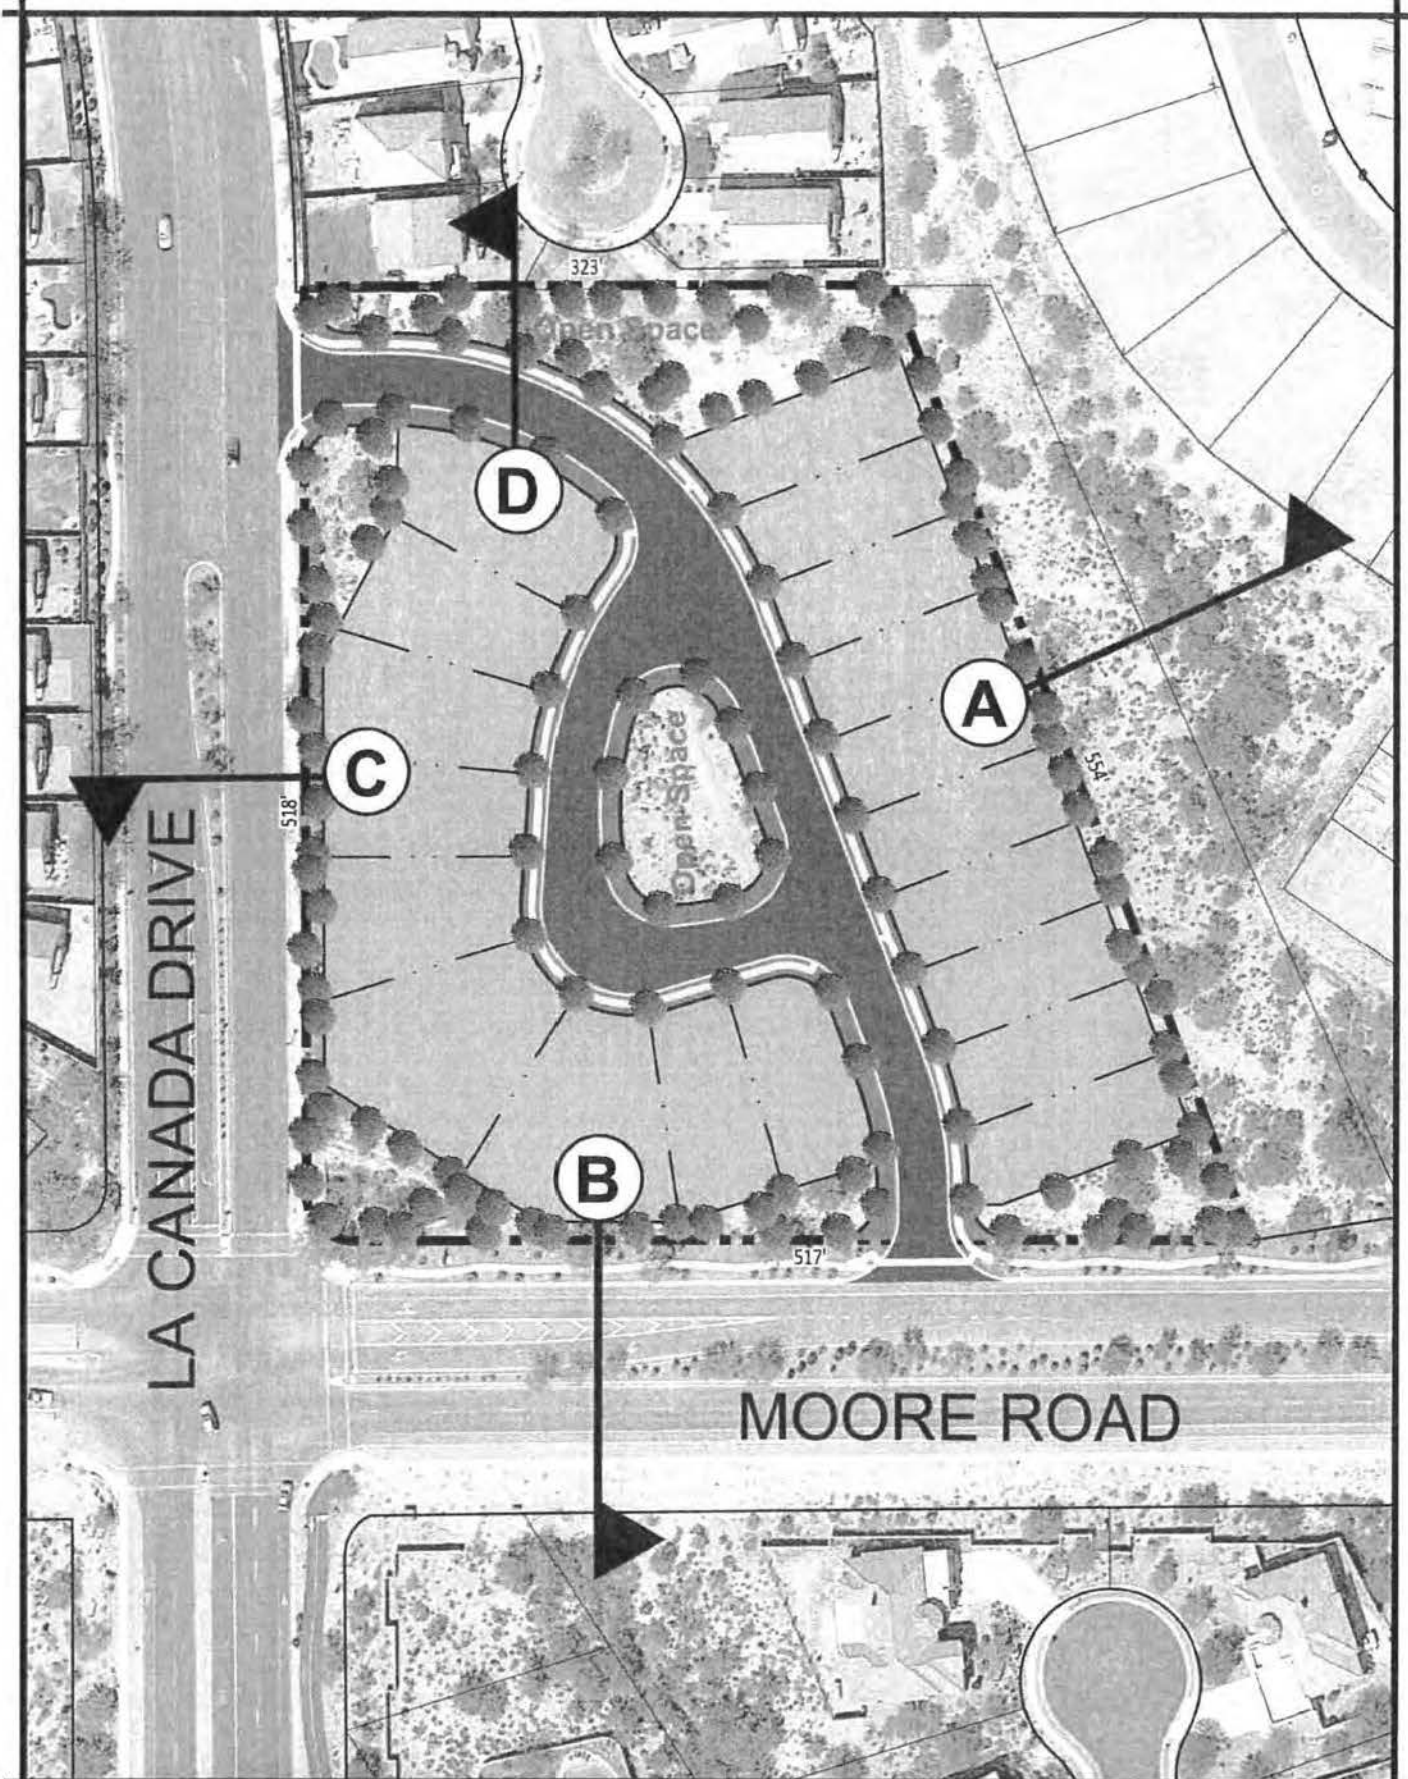 323'
Open Space
D
A
C
554'
518'
Open Space
LA CANADA DRIVE
B
517'
MOORE ROAD